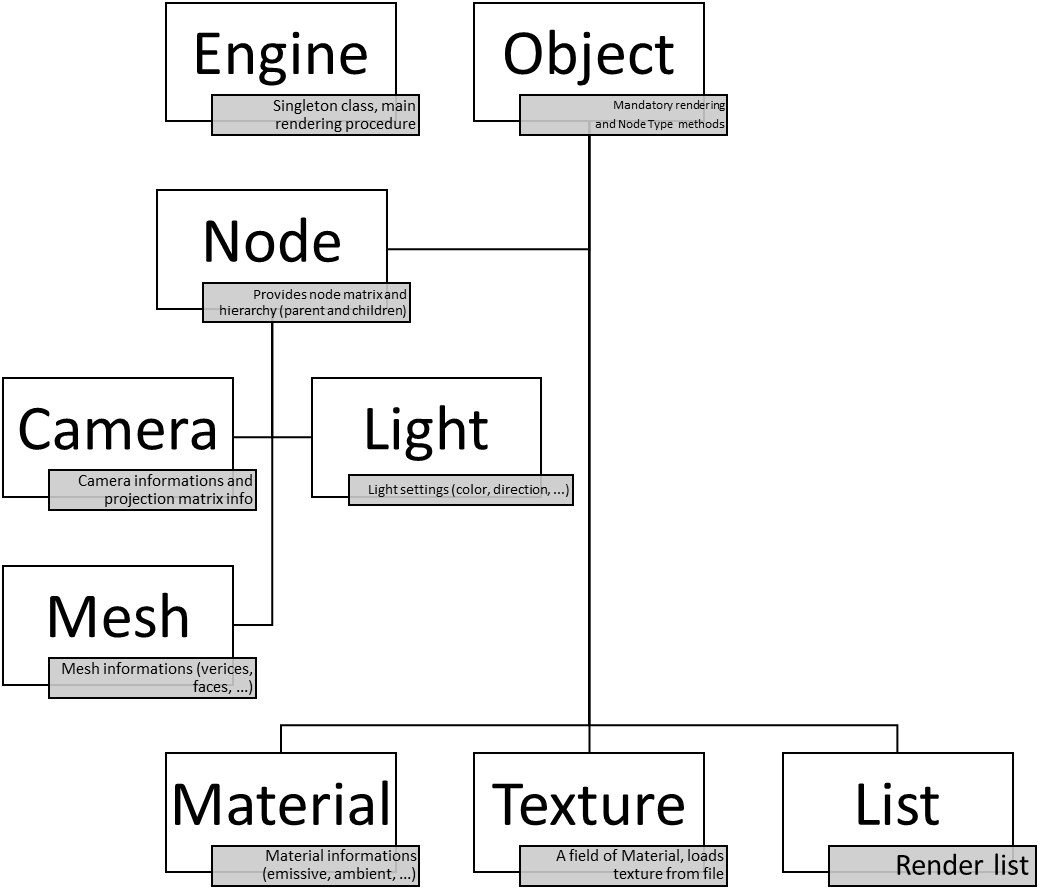 Engine
Singleton class, main
rendering procedure
Object
Mandatory rendering
and Node Type methods
Node
Provides node matrix and
hierarchy (parent and children)
Camera
Camera informations and
projection matrix info
Light
Light settings (color, direction, ...)
Mesh
Mesh informations (verices,
faces, ...)
Material
Material informations
(emissive, ambient, ...)
Texture
A field of Material, loads
texture from file
List
Render list